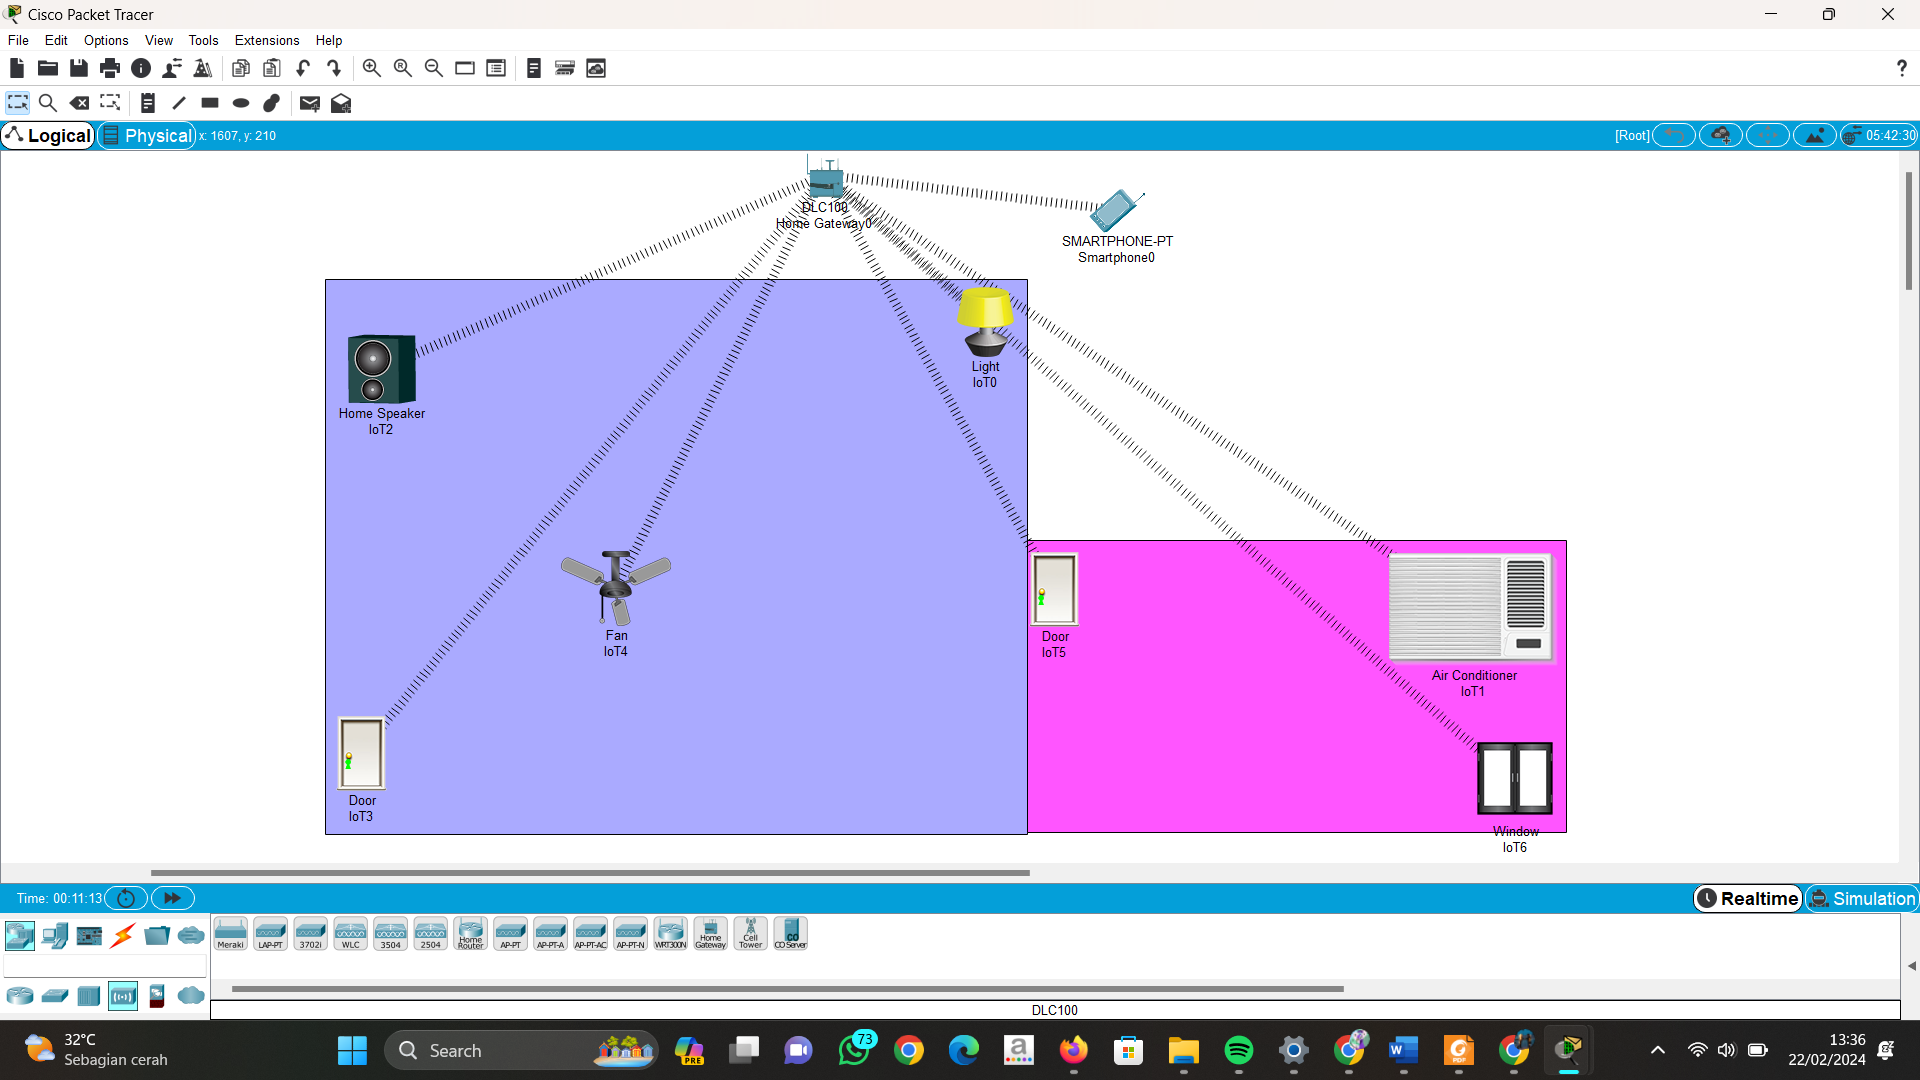 Cisco Packet Tracer
File Edit Options View Tools Extensions Help
?
Logical Physical x: 1607, y: 210 [Root] 05:42:30
DLC100
Home Gateway0
SMARTPHONE-PT
Smartphone0
Light
IoT0
Home Speaker
IoT2
Fan
IoT4
Door
IoT5
Air Conditioner
IoT1
Door
IoT3
Window
IoT6
Time: 00:11:13 Realtime Simulation
Meraki LAP-PT 3702i WLC 3504 2504 Home Router AP-PT AP-PT-A AP-PT-AC AP-PT-N WRT300N Home Gateway Cell Tower CO Server
DLC100
32°C
Sebagian cerah
Search
PRE
73
13:36
22/02/2024